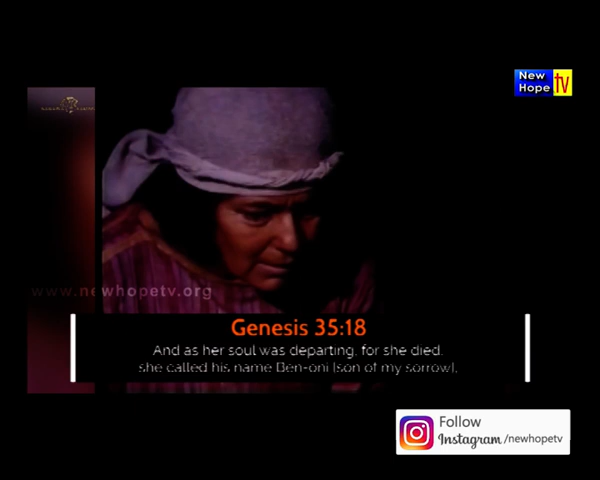 New
Hope
TV
www.newhopetv.org
Genesis 35:18
And as her soul was departing, for she died,
she called his name Ben-oni [son of my sorrow],
Follow
Instagram /newhopetv